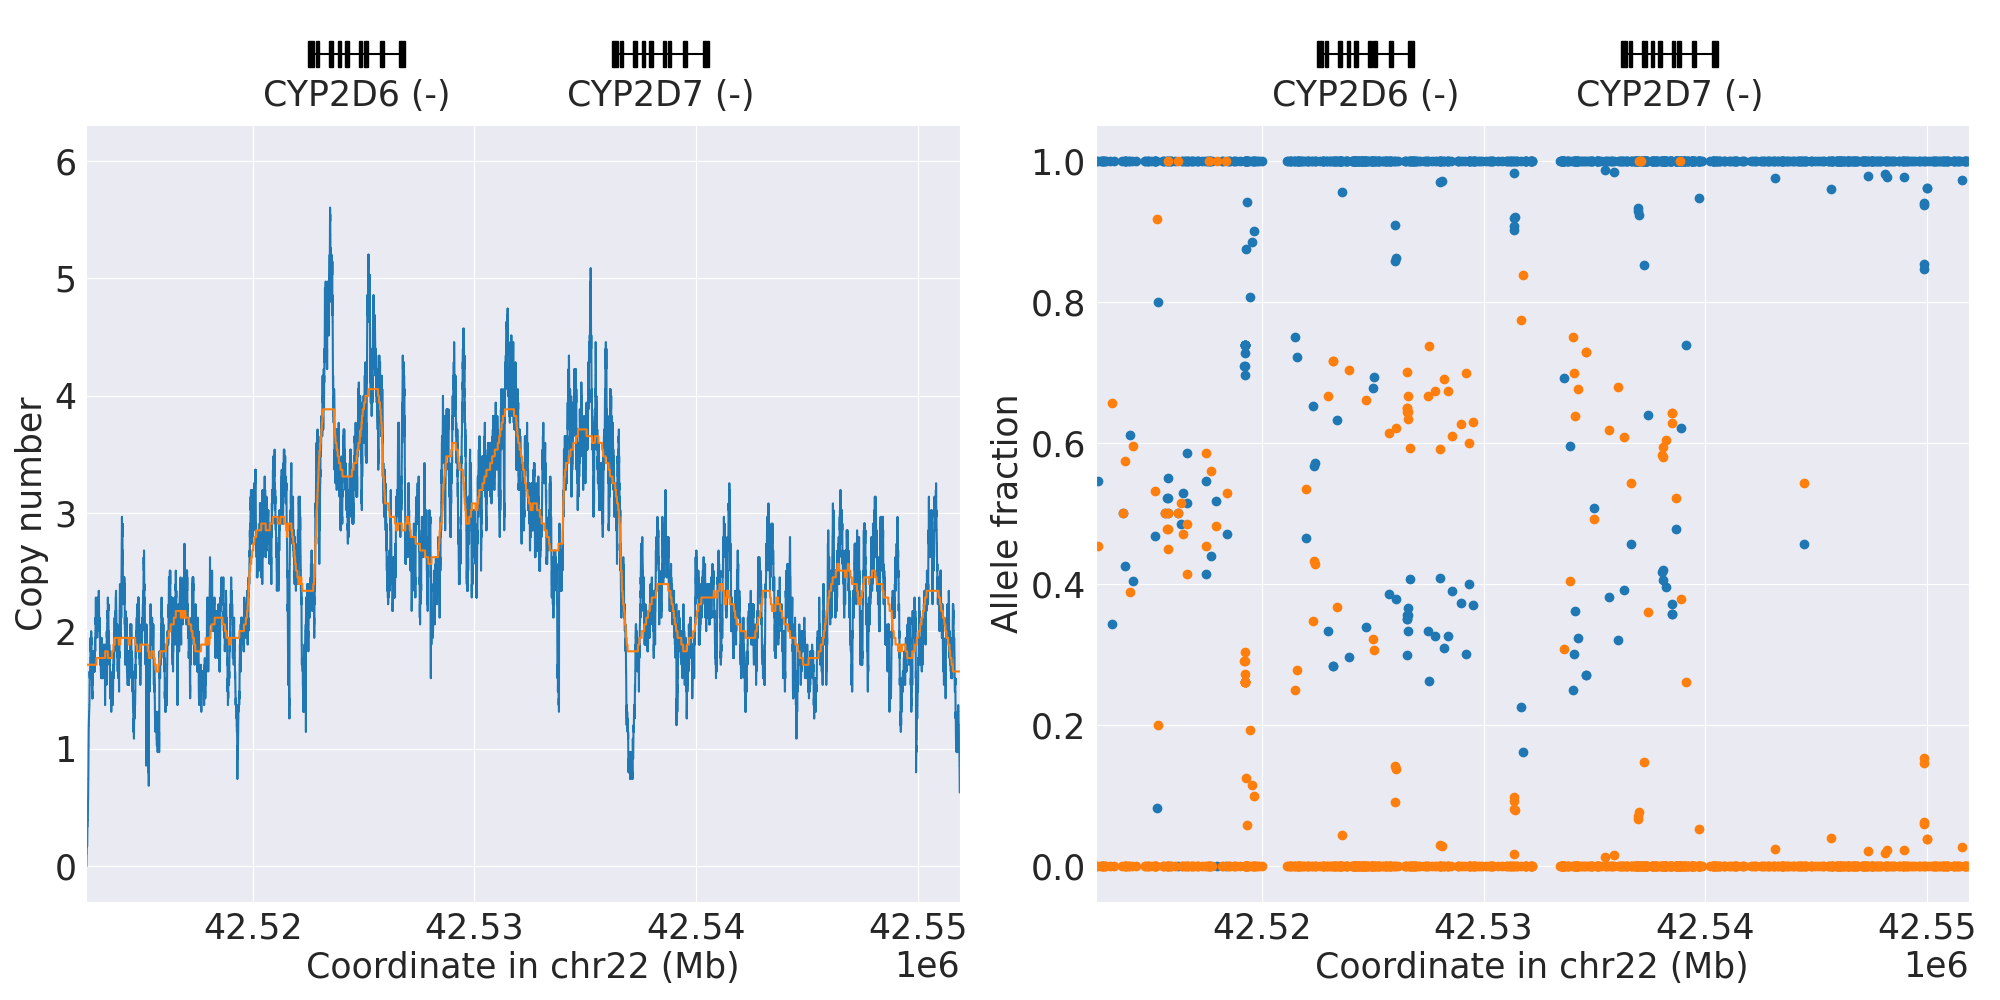 CYP2D6 (-) CYP2D7 (-)
Copy number
6
5
4
3
2
1
0
42.52 42.53 42.54 42.55
Coordinate in chr22 (Mb)
1e6
CYP2D6 (-) CYP2D7 (-)
Allele fraction
1.0
0.8
0.6
0.4
0.2
0.0
42.52 42.53 42.54 42.55
Coordinate in chr22 (Mb)
1e6